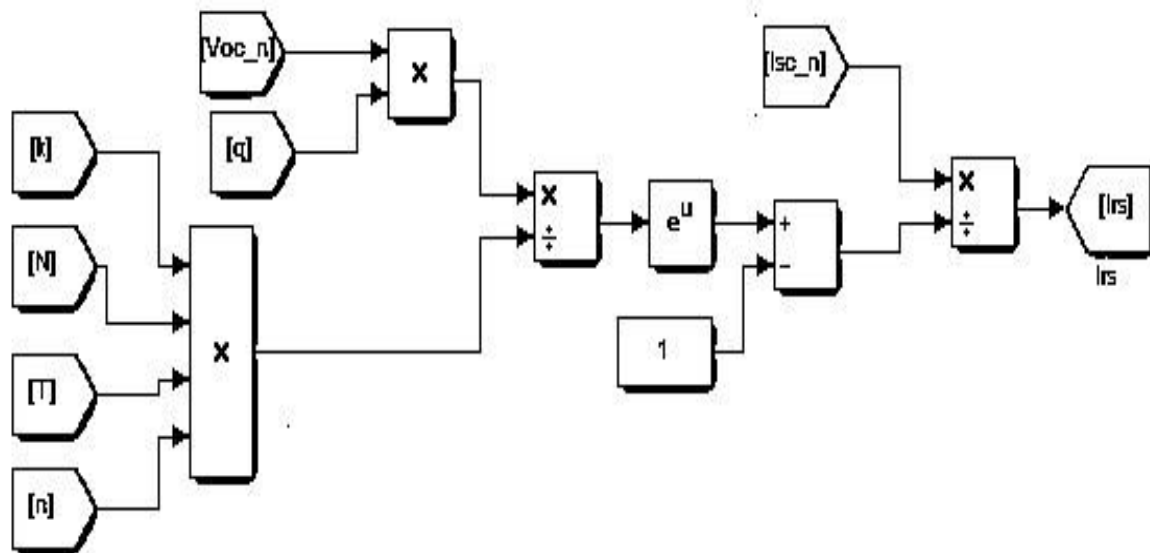 [Voc_n]
[q]
X
[Isc_n]
[k]
[N]
[T]
[n]
X
X
÷
e^u
+
−
1
X
÷
[Irs]
Irs